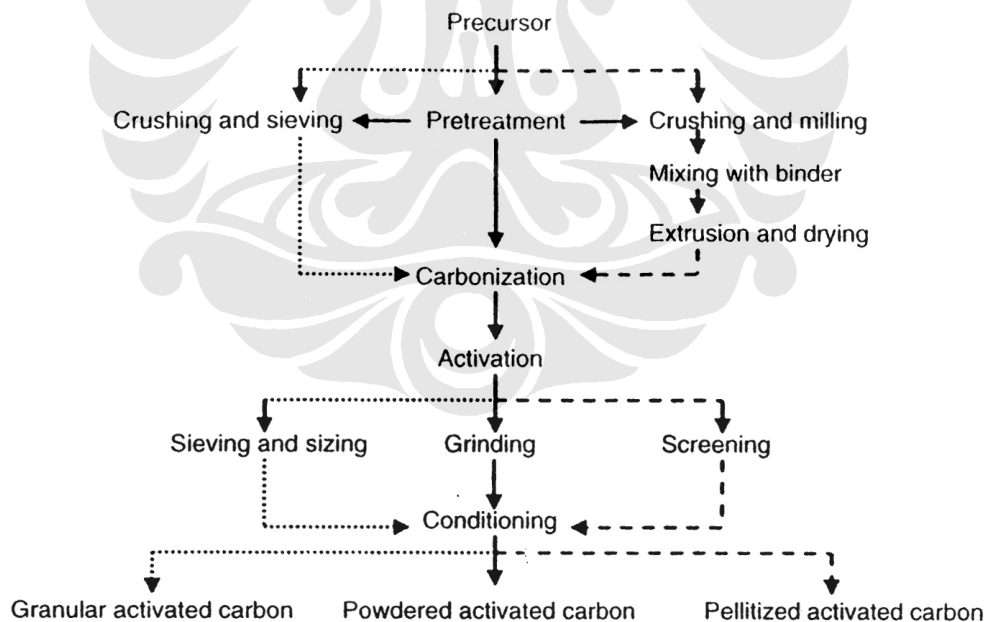 Precursor
Crushing and sieving
Pretreatment
Crushing and milling
Mixing with binder
Extrusion and drying
Carbonization
Activation
Sieving and sizing
Grinding
Screening
Conditioning
Granular activated carbon
Powdered activated carbon
Pellitized activated carbon